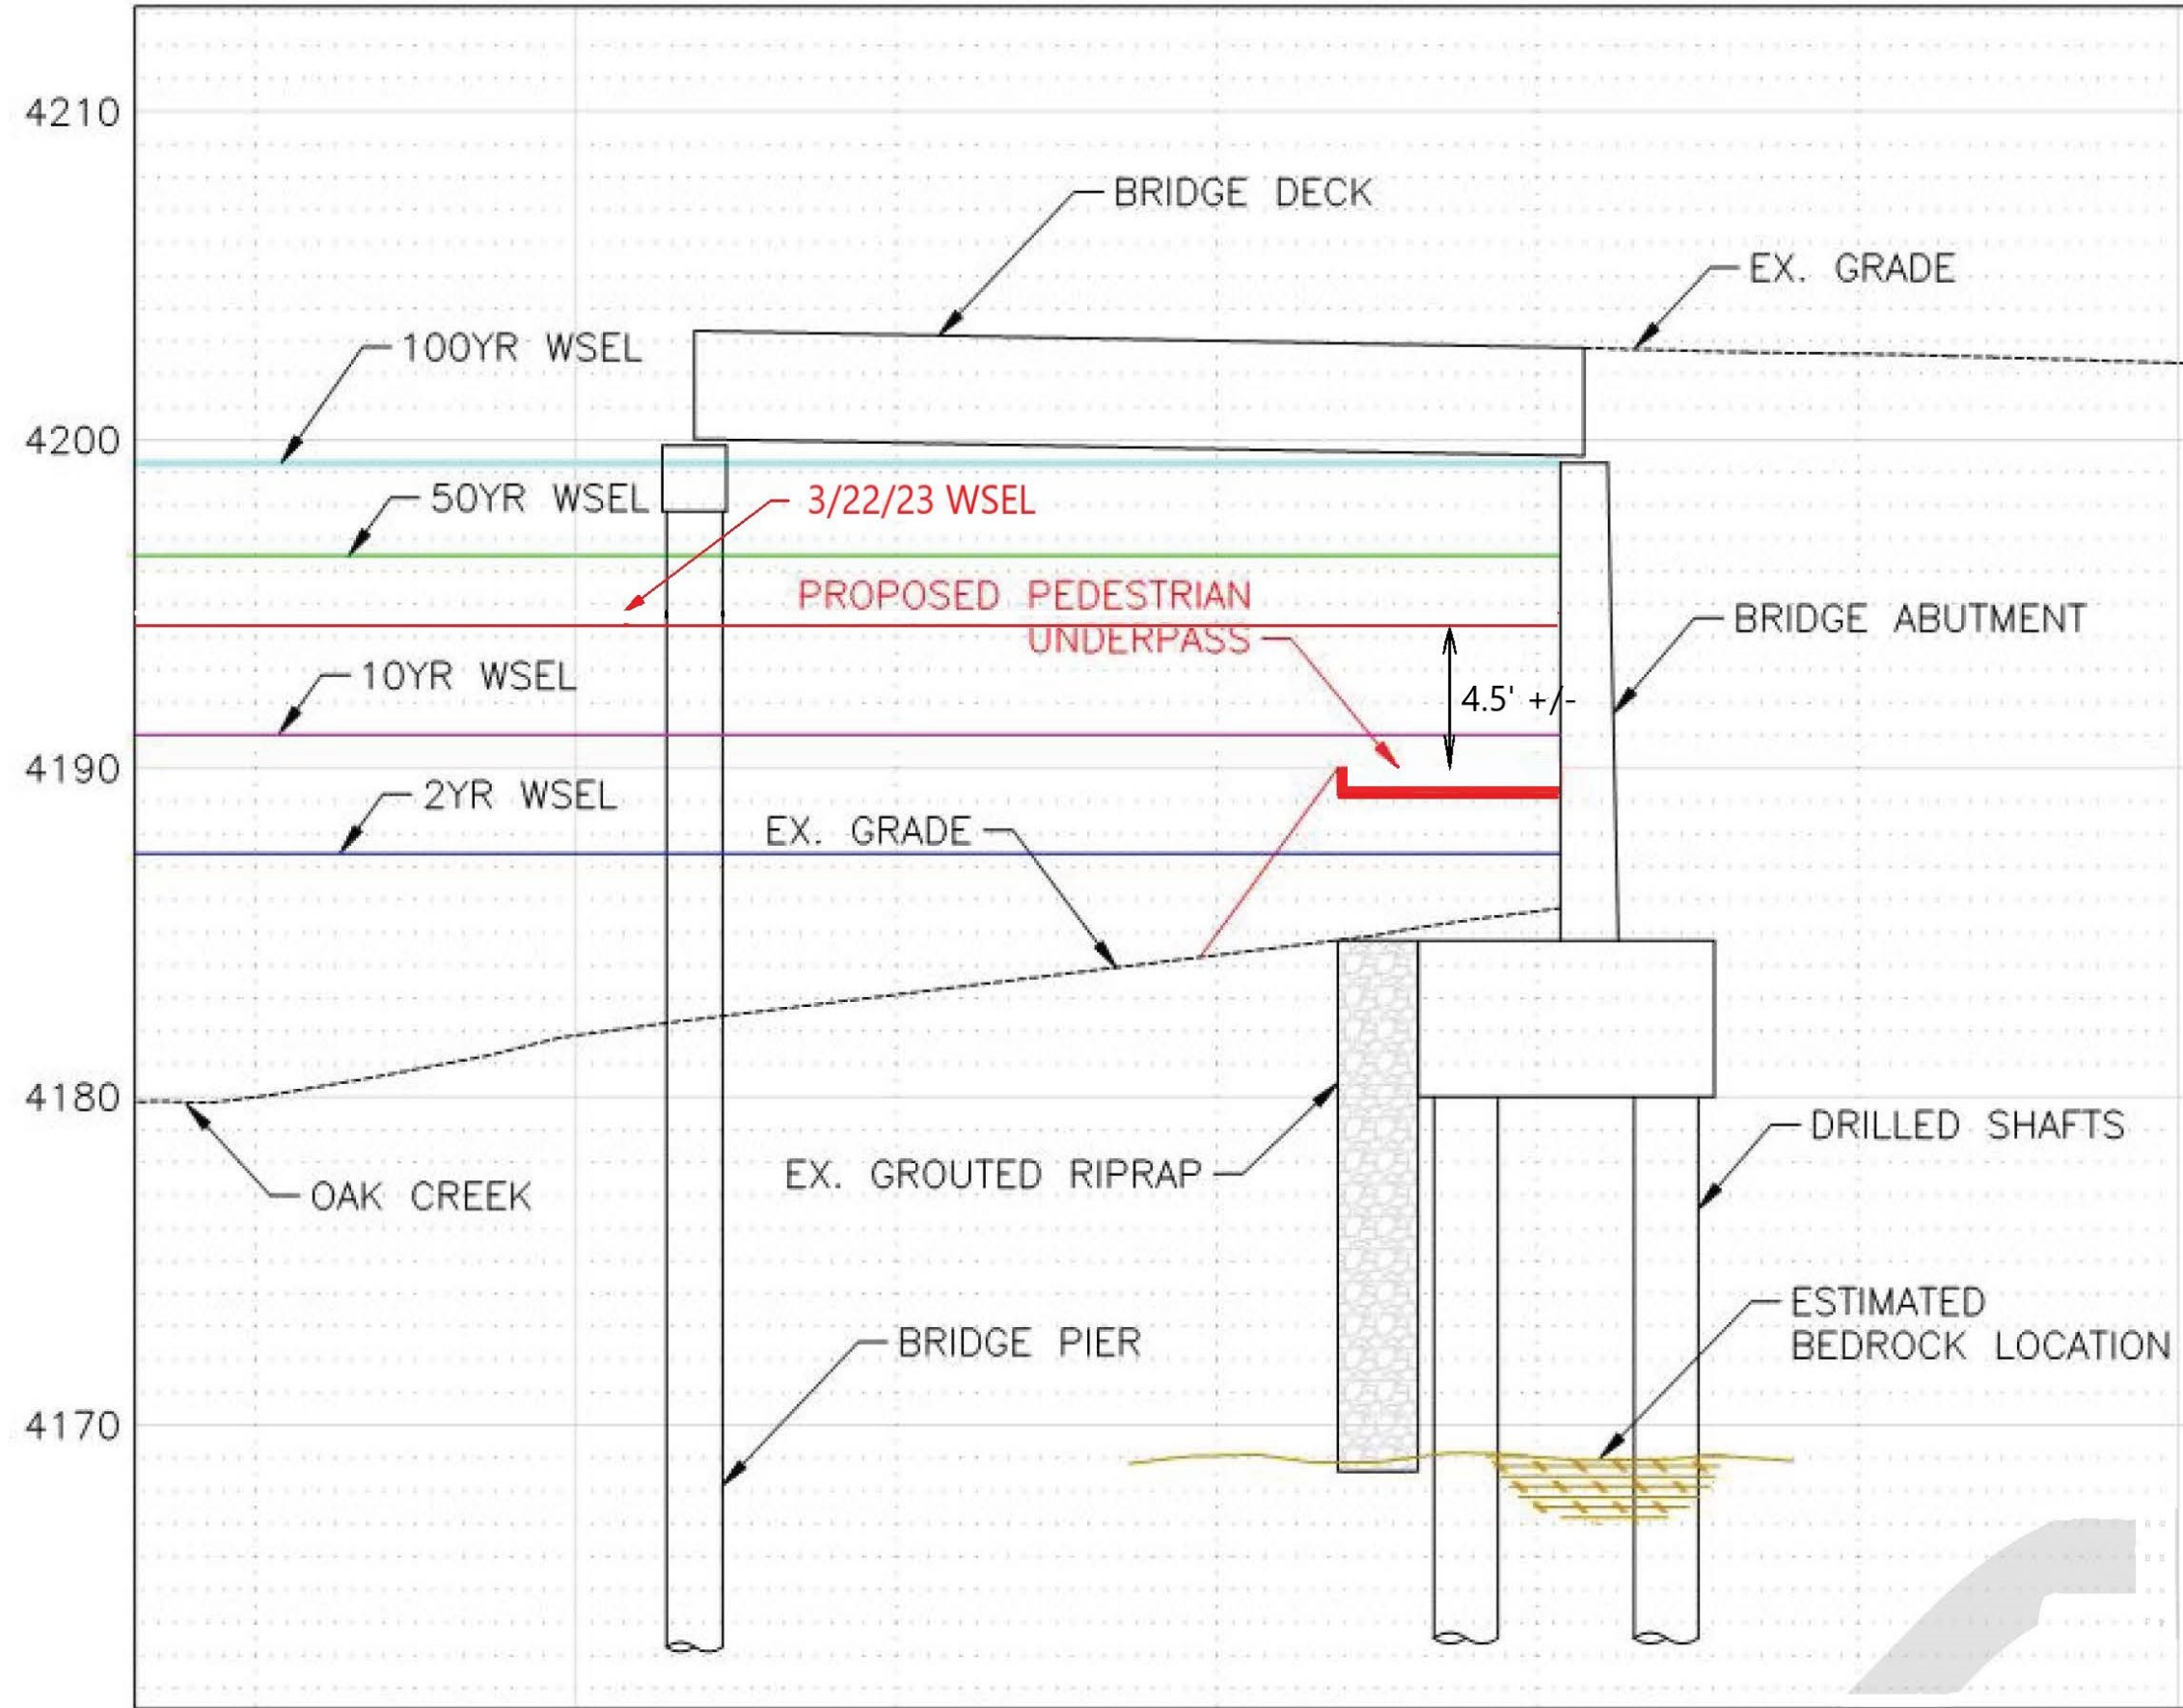 4210
BRIDGE DECK
EX. GRADE
100YR WSEL
4200
50YR WSEL
3/22/23 WSEL
PROPOSED PEDESTRIAN
UNDERPASS
BRIDGE ABUTMENT
10YR WSEL
4.5' +/-
4190
2YR WSEL
EX. GRADE
4180
DRILLED SHAFTS
EX. GROUTED RIPRAP
OAK CREEK
ESTIMATED
BEDROCK LOCATION
BRIDGE PIER
4170